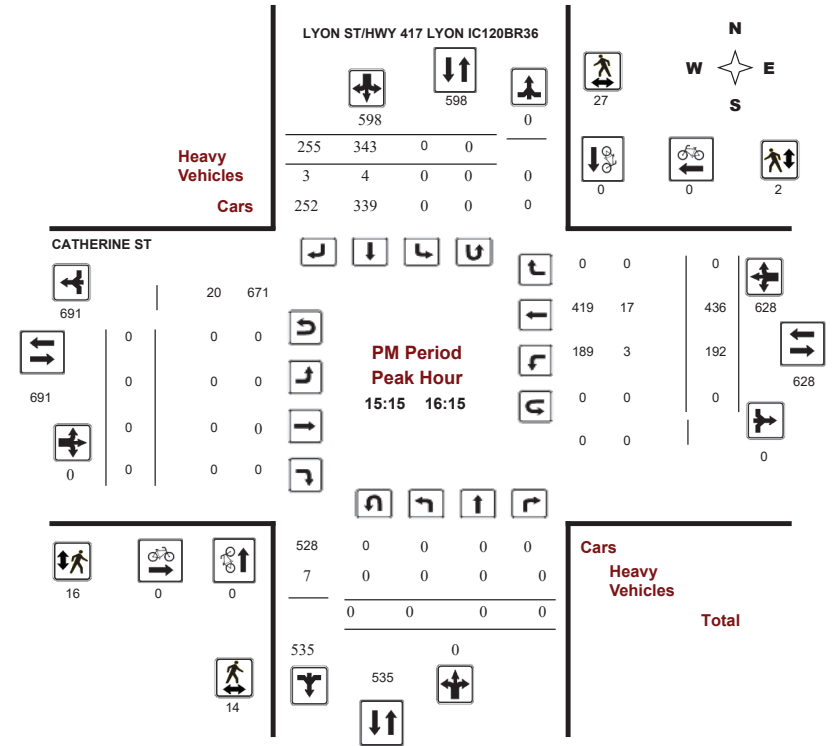 LYON ST/HWY 417 LYON IC120BR36
N
W E
S
598
27
598 0
255 343 0 0
Heavy
Vehicles
3 4 0 0 0
Cars 252 339 0 0 0
0 0 2
CATHERINE ST
0 0 0
20 671
691
419 17 436 628
0 0 0
PM Period
Peak Hour
15:15 16:15
189 3 192
628
0 0 0
691
0 0 0
0 0 0
0 0
0
0
0 0 0
528 0 0 0 0
Cars
7 0 0 0 0
Heavy
Vehicles
16 0 0
0 0 0 0
Total
535 0
535
14